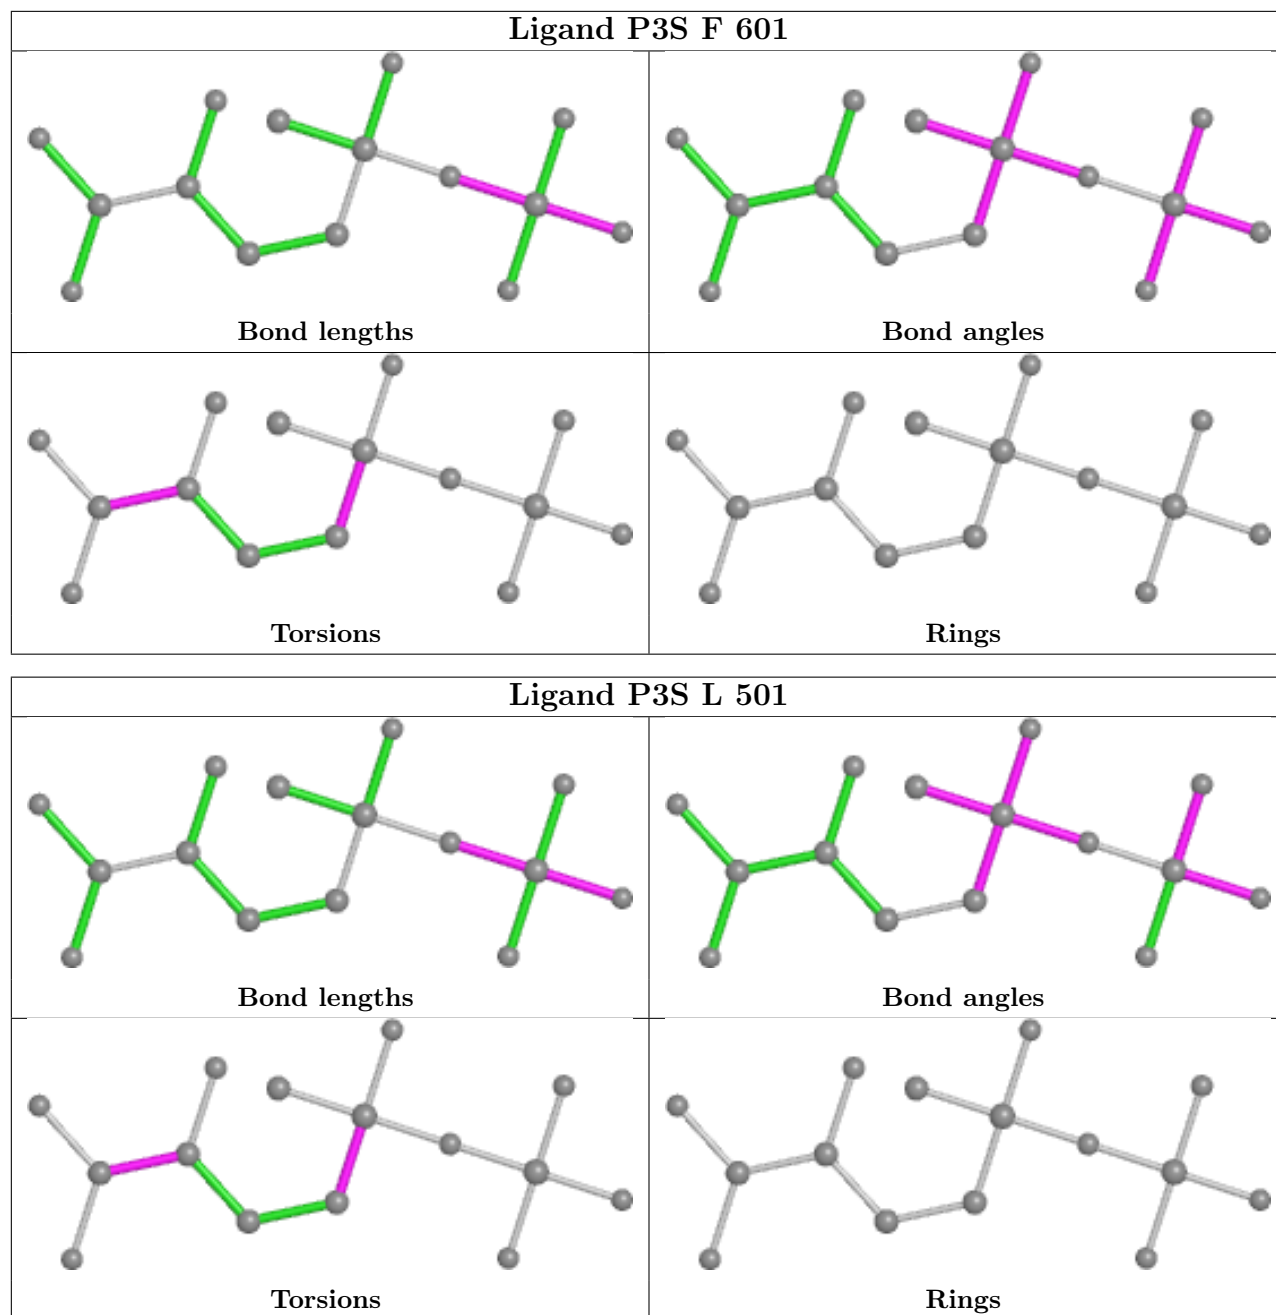 Ligand P3S F 601
Bond lengths
Bond angles
Torsions
Rings
Ligand P3S L 501
Bond lengths
Bond angles
Torsions
Rings